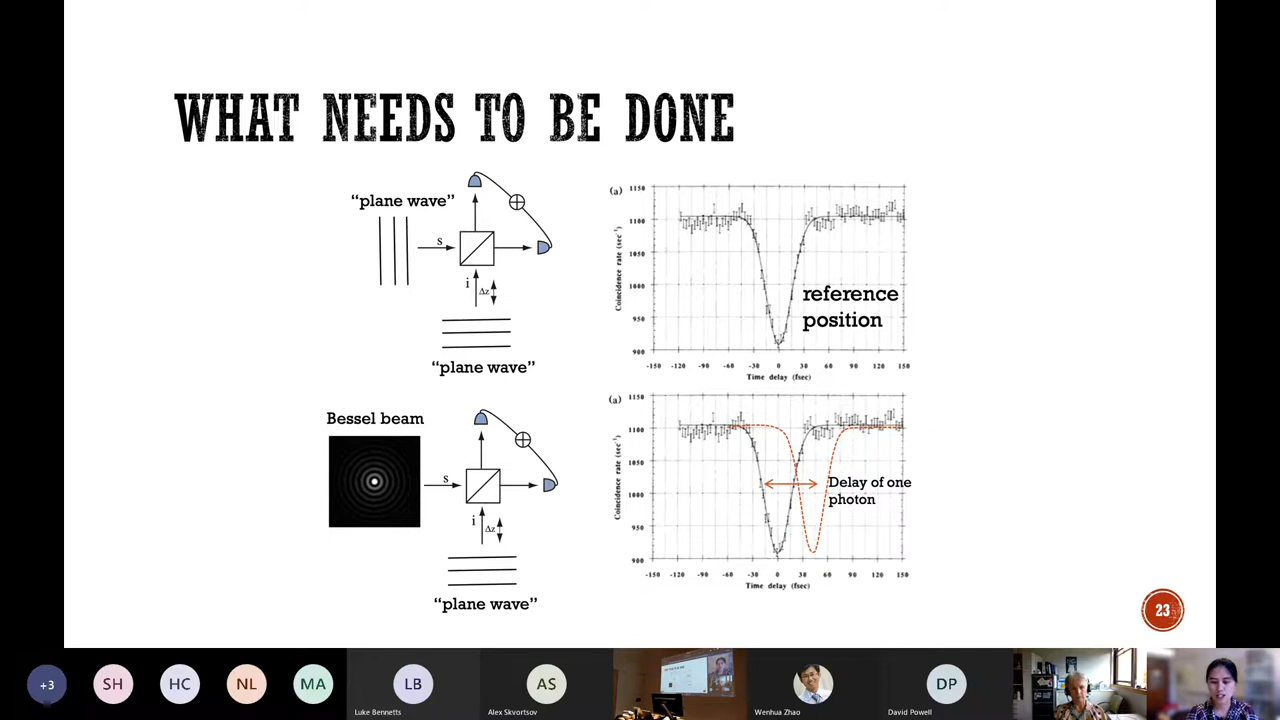 WHAT NEEDS TO BE DONE
“plane wave”
s
i
Δz
“plane wave”
(a)
1150
1100
1050
1000
950
900
Coincidence rate (sec⁻¹)
reference
position
-150 -120 -90 -60 -30 0 30 60 90 120 150
Time delay (fsec)
Bessel beam
s
i
Δz
“plane wave”
(a)
1150
1100
1050
1000
950
900
Coincidence rate (sec⁻¹)
Delay of one
photon
-150 -120 -90 -60 -30 0 30 60 90 120 150
Time delay (fsec)
23
+3
SH
HC
NL
MA
LB
Luke Bennetts
AS
Alex Skvortsov
Wenhua Zhao
DP
David Powell